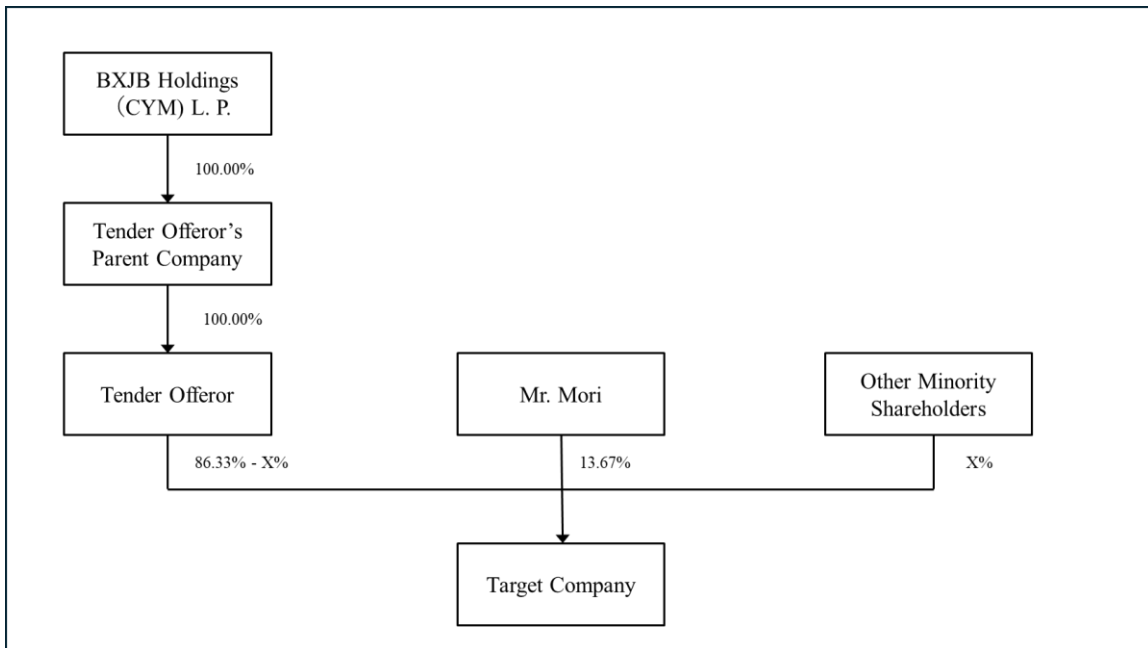 BXJB Holdings
（CYM) L. P.
100.00%
Tender Offeror’s
Parent Company
100.00%
Tender Offeror
Mr. Mori
Other Minority
Shareholders
86.33% - X%
13.67%
X%
Target Company